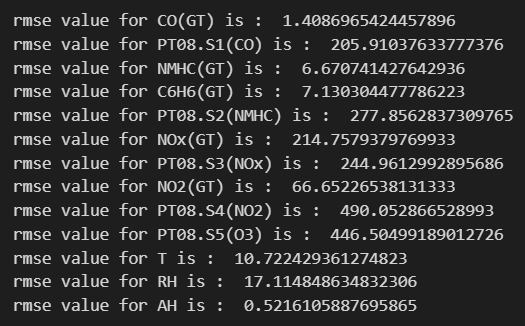 rmse value for CO(GT) is :  1.4086965424457896
rmse value for PT08.S1(CO) is :  205.91037633777376
rmse value for NMHC(GT) is :  6.670741427642936
rmse value for C6H6(GT) is :  7.130304477786223
rmse value for PT08.S2(NMHC) is :  277.8562837309765
rmse value for NOx(GT) is :  214.7579379769933
rmse value for PT08.S3(NOx) is :  244.9612992895686
rmse value for NO2(GT) is :  66.65226538131333
rmse value for PT08.S4(NO2) is :  490.052866528993
rmse value for PT08.S5(O3) is :  446.50499189012726
rmse value for T is :  10.722429361274823
rmse value for RH is :  17.114848634832306
rmse value for AH is :  0.5216105887695865